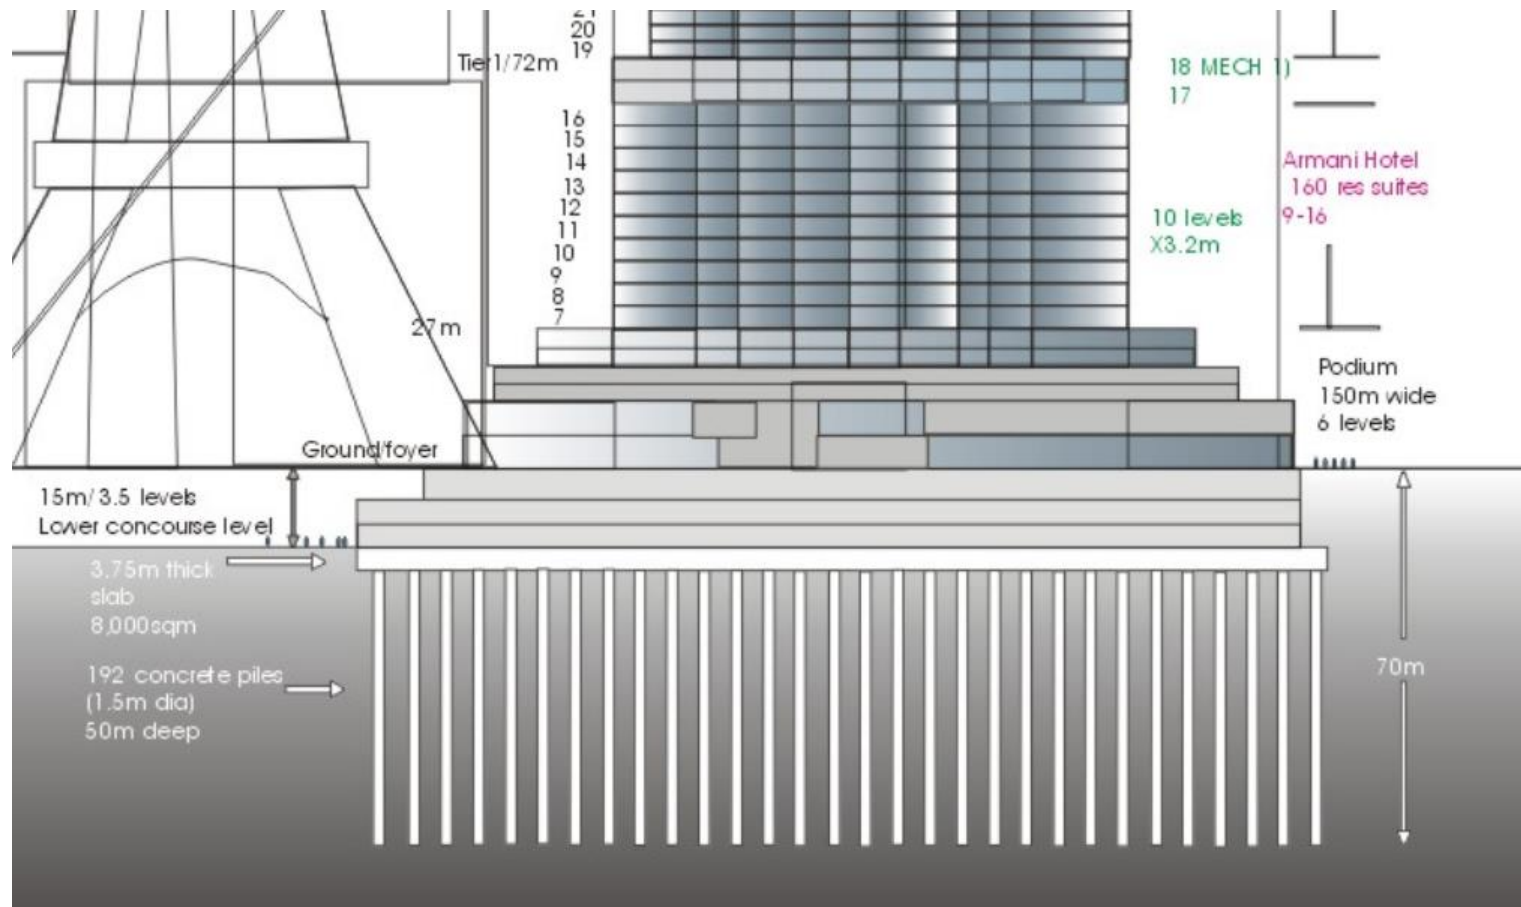 21
20
19
Tier1/72m
18 MECH 1)
17
16
15
14
13
12
11
10
9
8
7
Armani Hotel
160 res suites
9-16
10 levels
X3.2m
27m
Podium
150m wide
6 levels
Ground/foyer
15m/3.5 levels
Lower concourse level
3.75m thick
slab
8,000sqm
192 concrete piles
(1.5m dia)
50m deep
70m